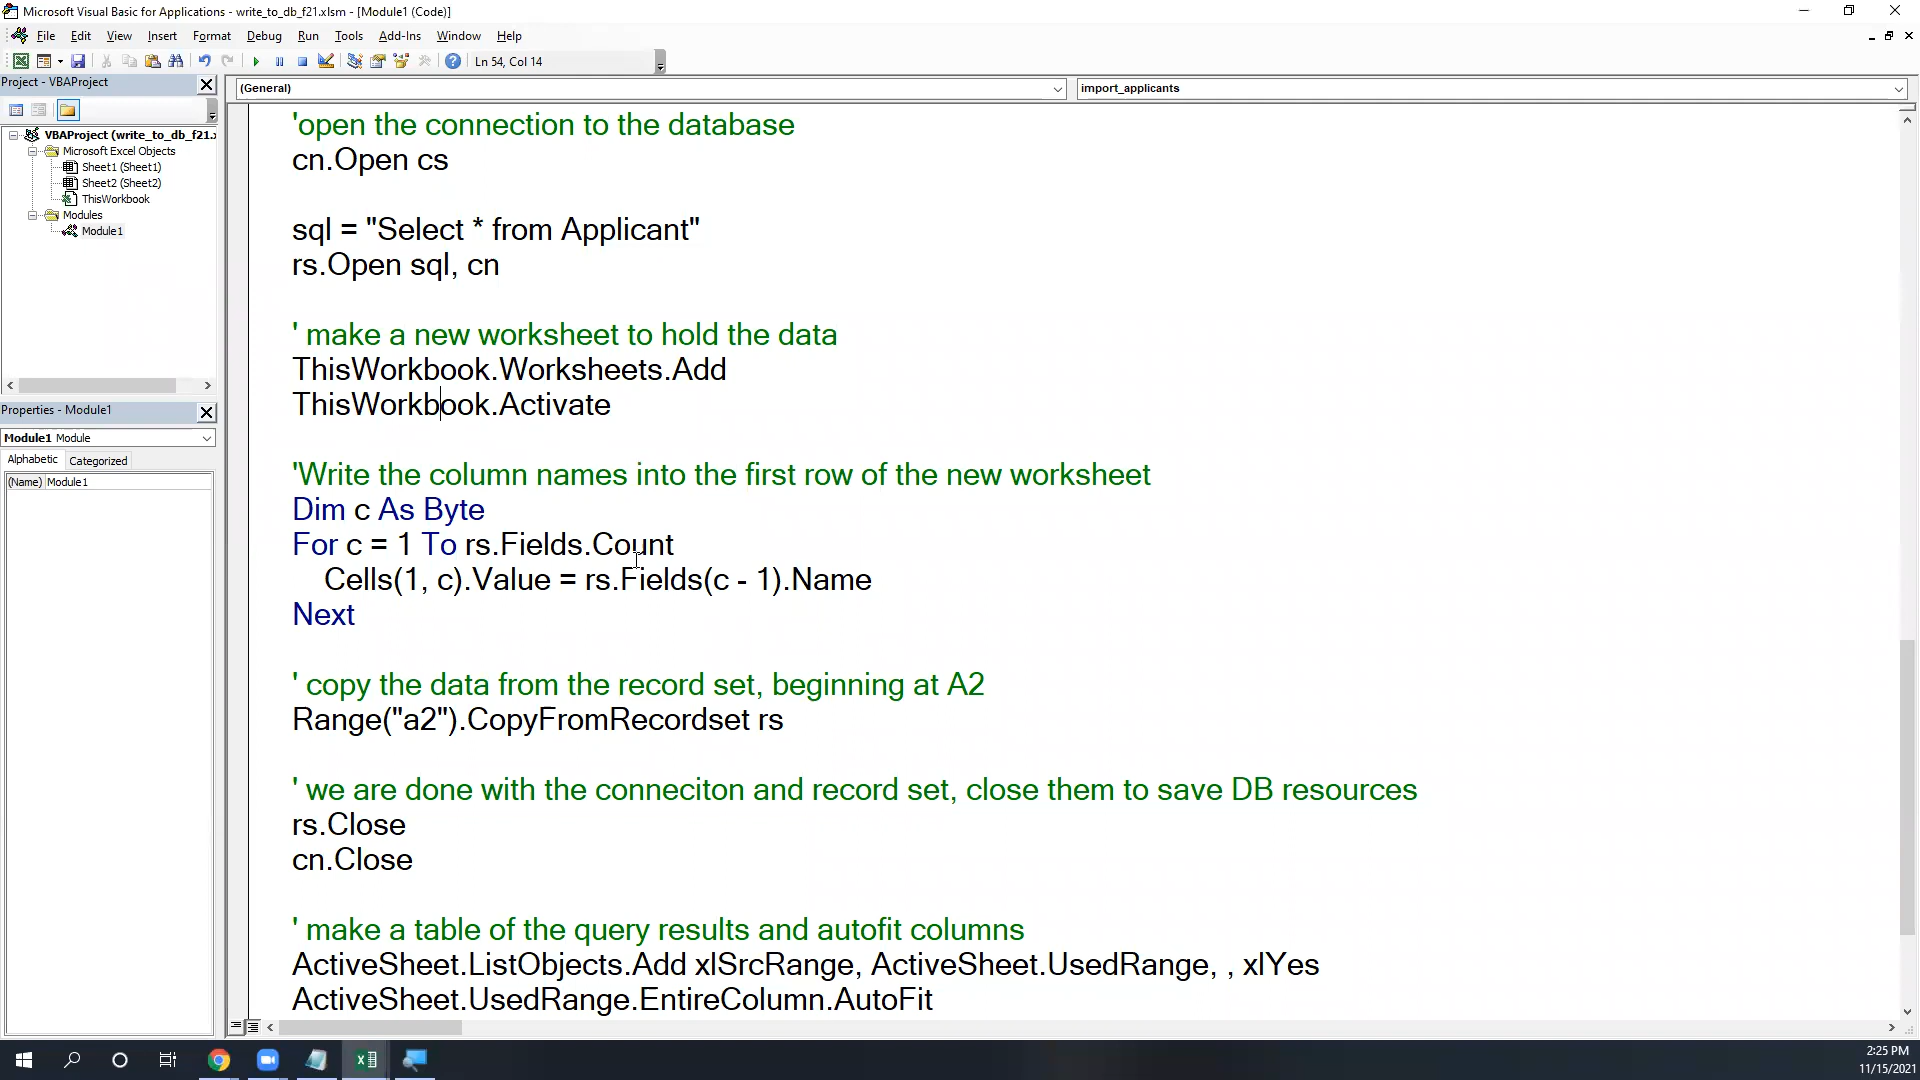 Microsoft Visual Basic for Applications - write_to_db_f21.xlsm - [Module1 (Code)]
File Edit View Insert Format Debug Run Tools Add-Ins Window Help
Ln 54, Col 14
Project - VBAProject
(General)
import_applicants
VBAProject (write_to_db_f21.x
Microsoft Excel Objects
Sheet1 (Sheet1)
Sheet2 (Sheet2)
ThisWorkbook
Modules
Module1
Properties - Module1
Module1 Module
Alphabetic Categorized
(Name) Module1
'open the connection to the database
cn.Open cs
sql = "Select * from Applicant"
rs.Open sql, cn
' make a new worksheet to hold the data
ThisWorkbook.Worksheets.Add
ThisWorkbook.Activate
'Write the column names into the first row of the new worksheet
Dim c As Byte
For c = 1 To rs.Fields.Count
Cells(1, c).Value = rs.Fields(c - 1).Name
Next
' copy the data from the record set, beginning at A2
Range("a2").CopyFromRecordset rs
' we are done with the conneciton and record set, close them to save DB resources
rs.Close
cn.Close
' make a table of the query results and autofit columns
ActiveSheet.ListObjects.Add xlSrcRange, ActiveSheet.UsedRange, , xlYes
ActiveSheet.UsedRange.EntireColumn.AutoFit
2:25 PM
11/15/2021